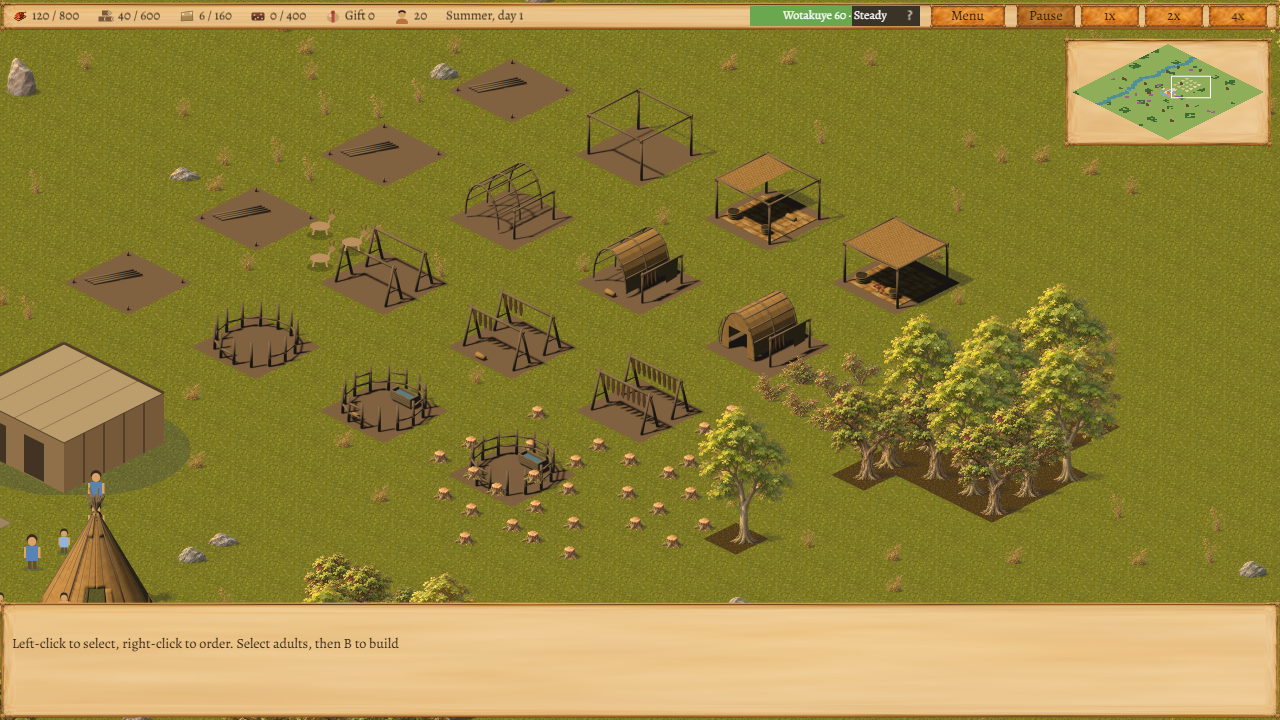 120 / 800 40 / 600 6 / 160 0 / 400 Gift 0 20 Summer, day 1 Wotakuye 60 - Steady ? Menu Pause 1x 2x 4x
Left-click to select, right-click to order. Select adults, then B to build